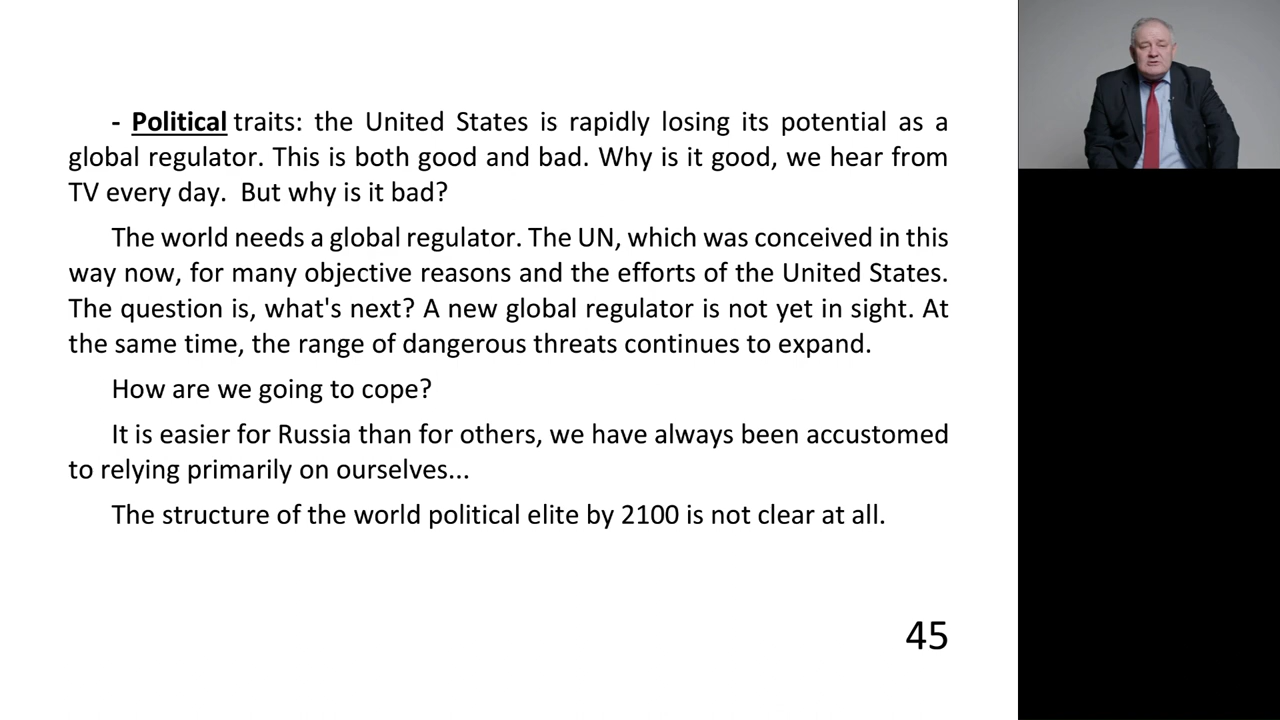 - Political traits: the United States is rapidly losing its potential as a
global regulator. This is both good and bad. Why is it good, we hear from
TV every day.  But why is it bad?
The world needs a global regulator. The UN, which was conceived in this
way now, for many objective reasons and the efforts of the United States.
The question is, what's next? A new global regulator is not yet in sight. At
the same time, the range of dangerous threats continues to expand.
How are we going to cope?
It is easier for Russia than for others, we have always been accustomed
to relying primarily on ourselves...
The structure of the world political elite by 2100 is not clear at all.
45